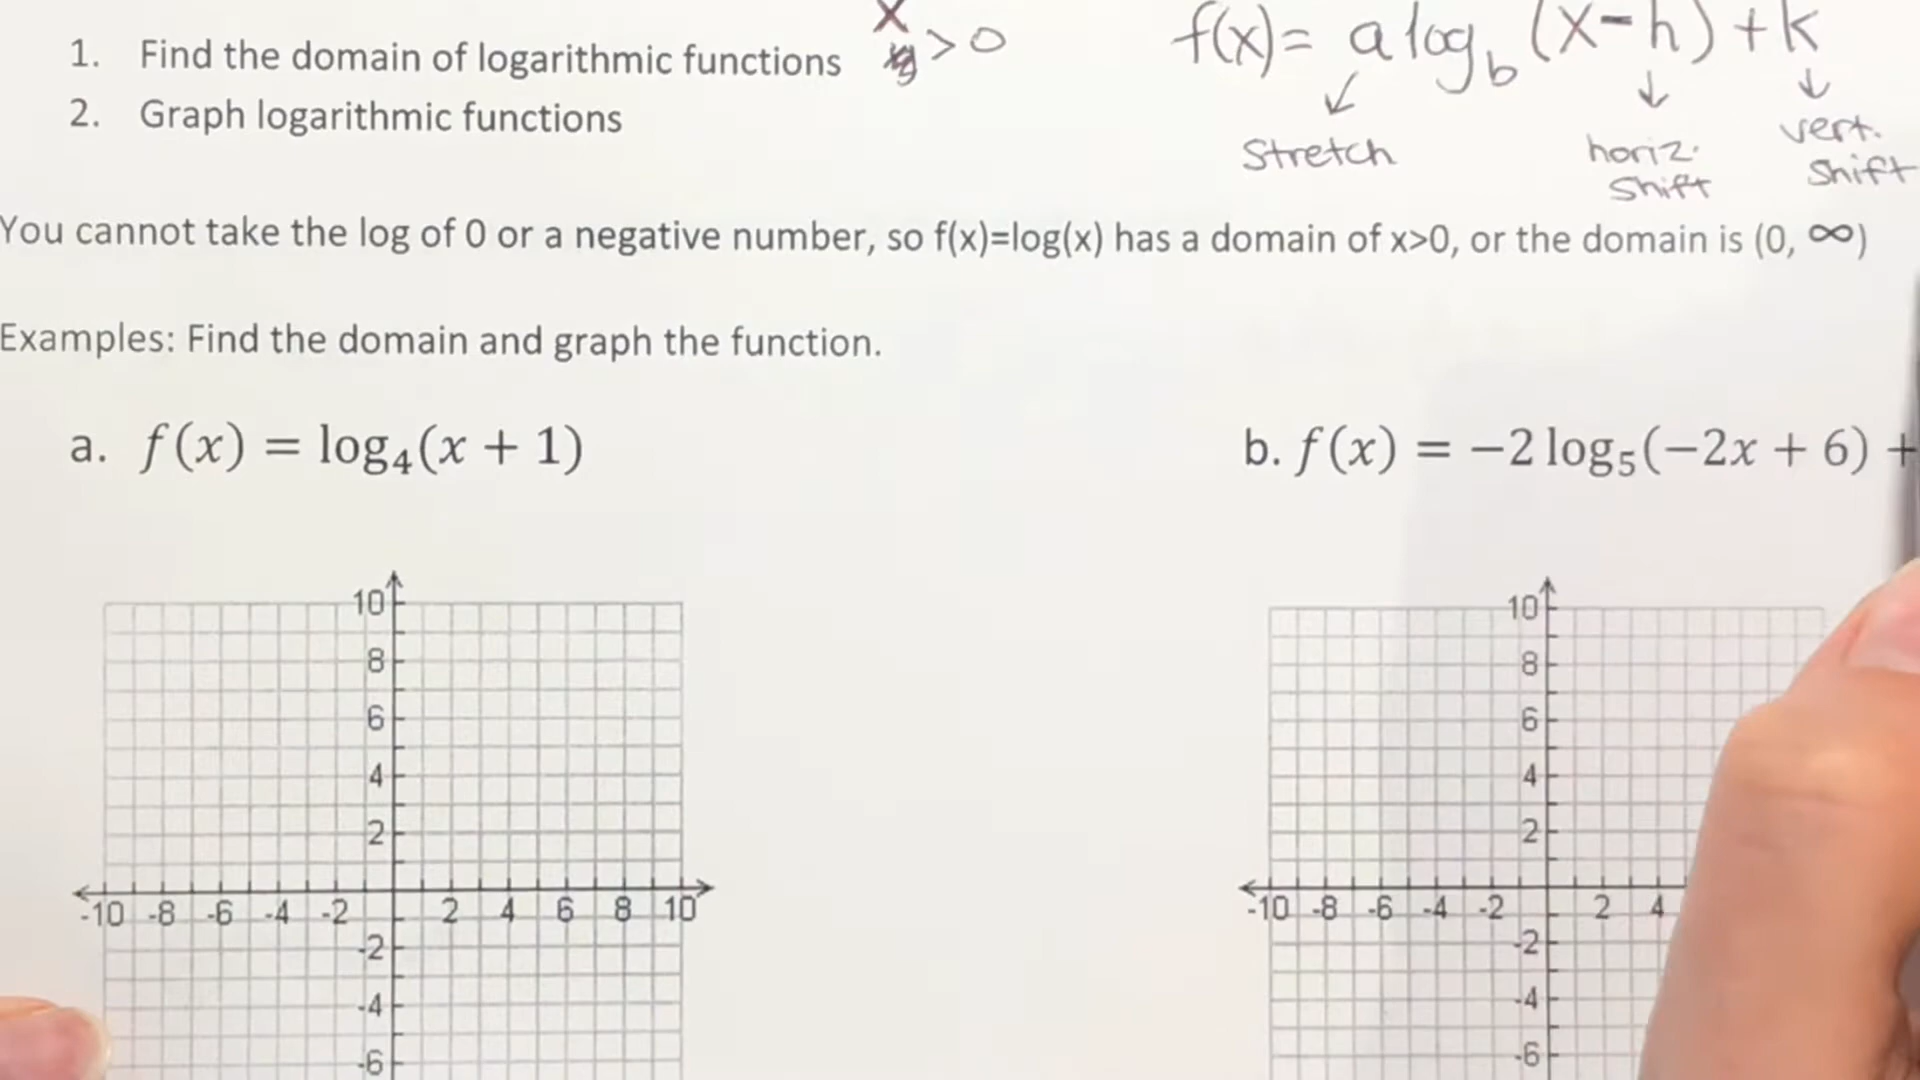 x
1. Find the domain of logarithmic functions >0
f(x)= a log_b (x-h)+k
2. Graph logarithmic functions
Stretch
horiz. shift
vert. shift
You cannot take the log of 0 or a negative number, so f(x)=log(x) has a domain of x>0, or the domain is (0, ∞)
Examples: Find the domain and graph the function.
a. f(x) = log₄(x + 1)
b. f(x) = −2 log₅(−2x + 6) +
10
8
6
4
2
-10 -8 -6 -4 -2 2 4 6 8 10
-2
-4
-6
10
8
6
4
2
-10 -8 -6 -4 -2 2 4
-2
-4
-6